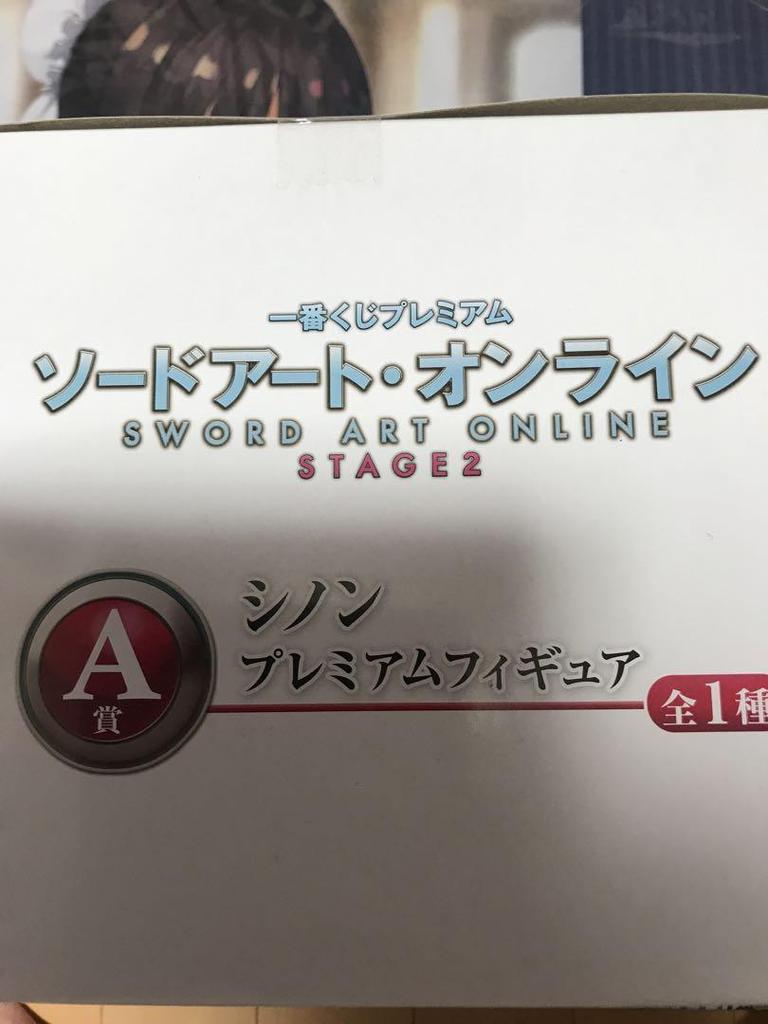 一番くじプレミアム
ソードアート・オンライン
SWORD ART ONLINE
STAGE2
A賞
シノン
プレミアムフィギュア
全1種